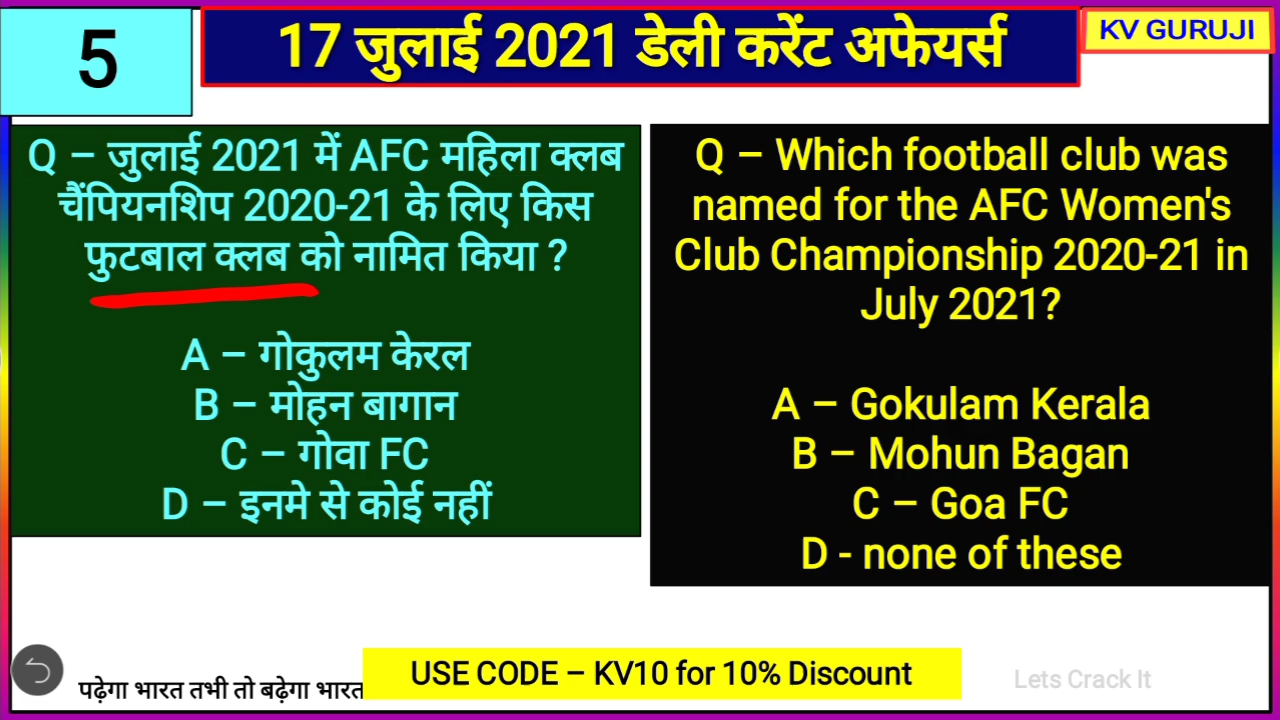 5
17 जुलाई 2021 डेली करेंट अफेयर्स
KV GURUJI
Q – जुलाई 2021 में AFC महिला क्लब
चैंपियनशिप 2020-21 के लिए किस
फुटबाल क्लब को नामित किया ?
A – गोकुलम केरल
B – मोहन बागान
C – गोवा FC
D – इनमे से कोई नहीं
Q – Which football club was
named for the AFC Women's
Club Championship 2020-21 in
July 2021?
A – Gokulam Kerala
B – Mohun Bagan
C – Goa FC
D - none of these
पढ़ेगा भारत तभी तो बढ़ेगा भारत
USE CODE – KV10 for 10% Discount
Lets Crack It